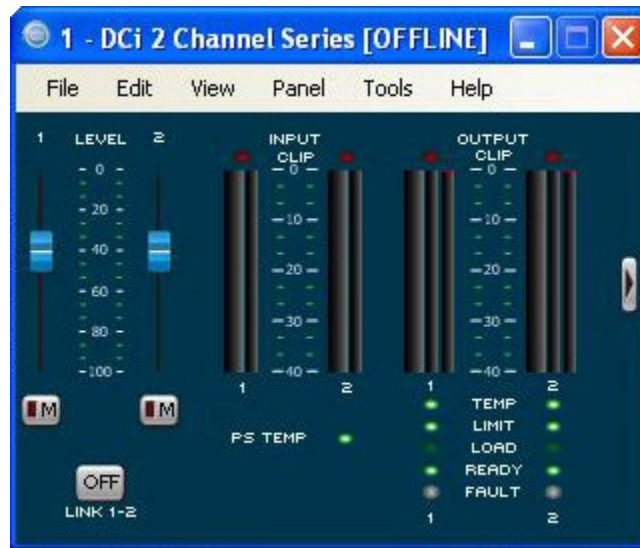 1 - DCi 2 Channel Series [OFFLINE]
File Edit View Panel Tools Help
1 LEVEL 2
- 0 -
- 20 -
- 40 -
- 60 -
- 80 -
-100-
M M
OFF
LINK 1-2
INPUT
CLIP
0
-10
-20
-30
-40
1 2
PS TEMP
OUTPUT
CLIP
0
-10
-20
-30
-40
1 2
TEMP
LIMIT
LOAD
READY
FAULT
1 2